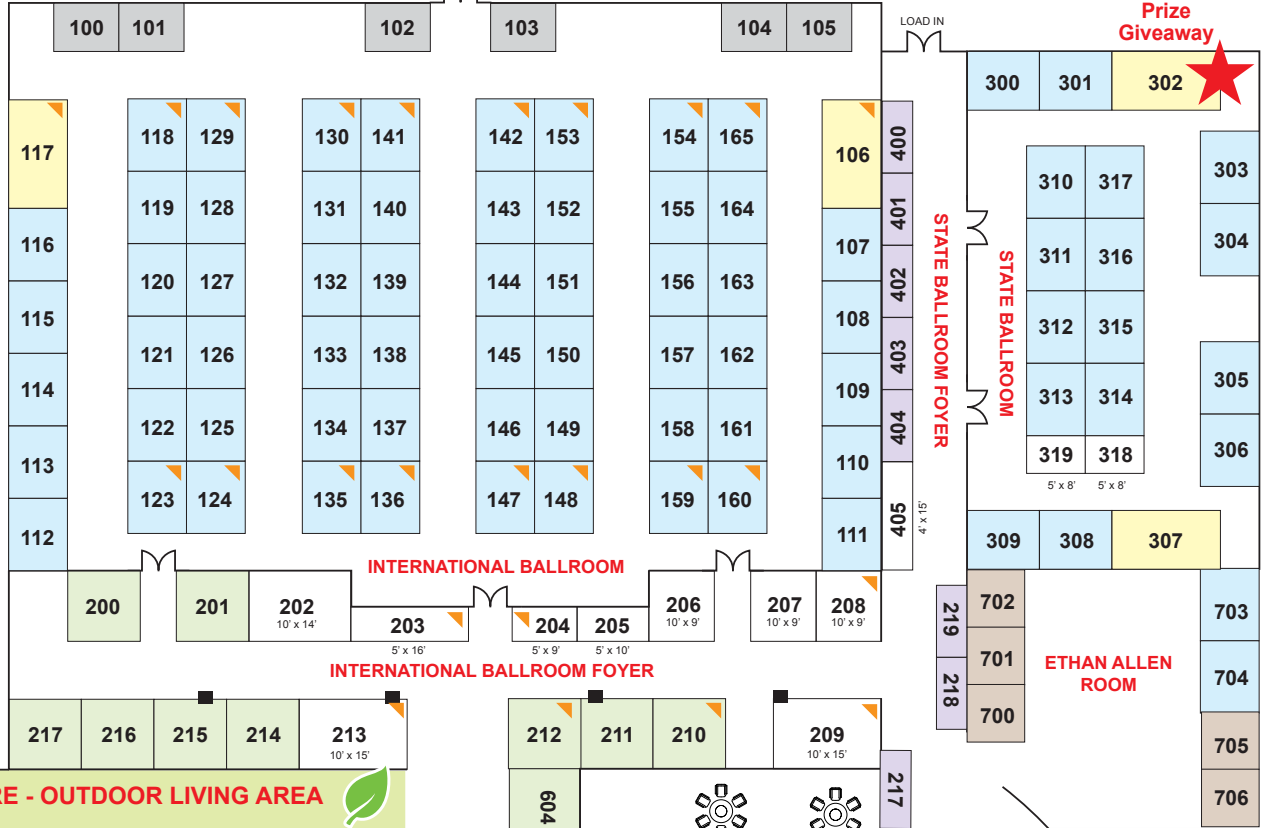 Prize
Giveaway
LOAD IN
100 101 102 103 104 105
300 301 302
117 118 129 130 141 142 153 154 165 106 400
303
310 317
119 128 131 140 143 152 155 164 401
116 107
304
311 316
120 127 132 139 144 151 156 163 402
115 108
312 315
121 126 133 138 145 150 157 162 403
STATE BALLROOM FOYER
STATE BALLROOM
305
114 109
313 314
122 125 134 137 146 149 158 161 404
306
319 318
5' x 8' 5' x 8'
113 110
123 124 135 136 147 148 159 160 405
4' x 15'
112 111
309 308 307
INTERNATIONAL BALLROOM
200 201 202 203 204 205 206 207 208
10' x 14' 5' x 16' 5' x 9' 5' x 10' 10' x 9' 10' x 9' 10' x 9'
219 702 703
701
ETHAN ALLEN
ROOM
INTERNATIONAL BALLROOM FOYER
218 704
700
217 216 215 214 213 212 211 210 209
10' x 15' 10' x 15'
705
RE - OUTDOOR LIVING AREA
604
217
706